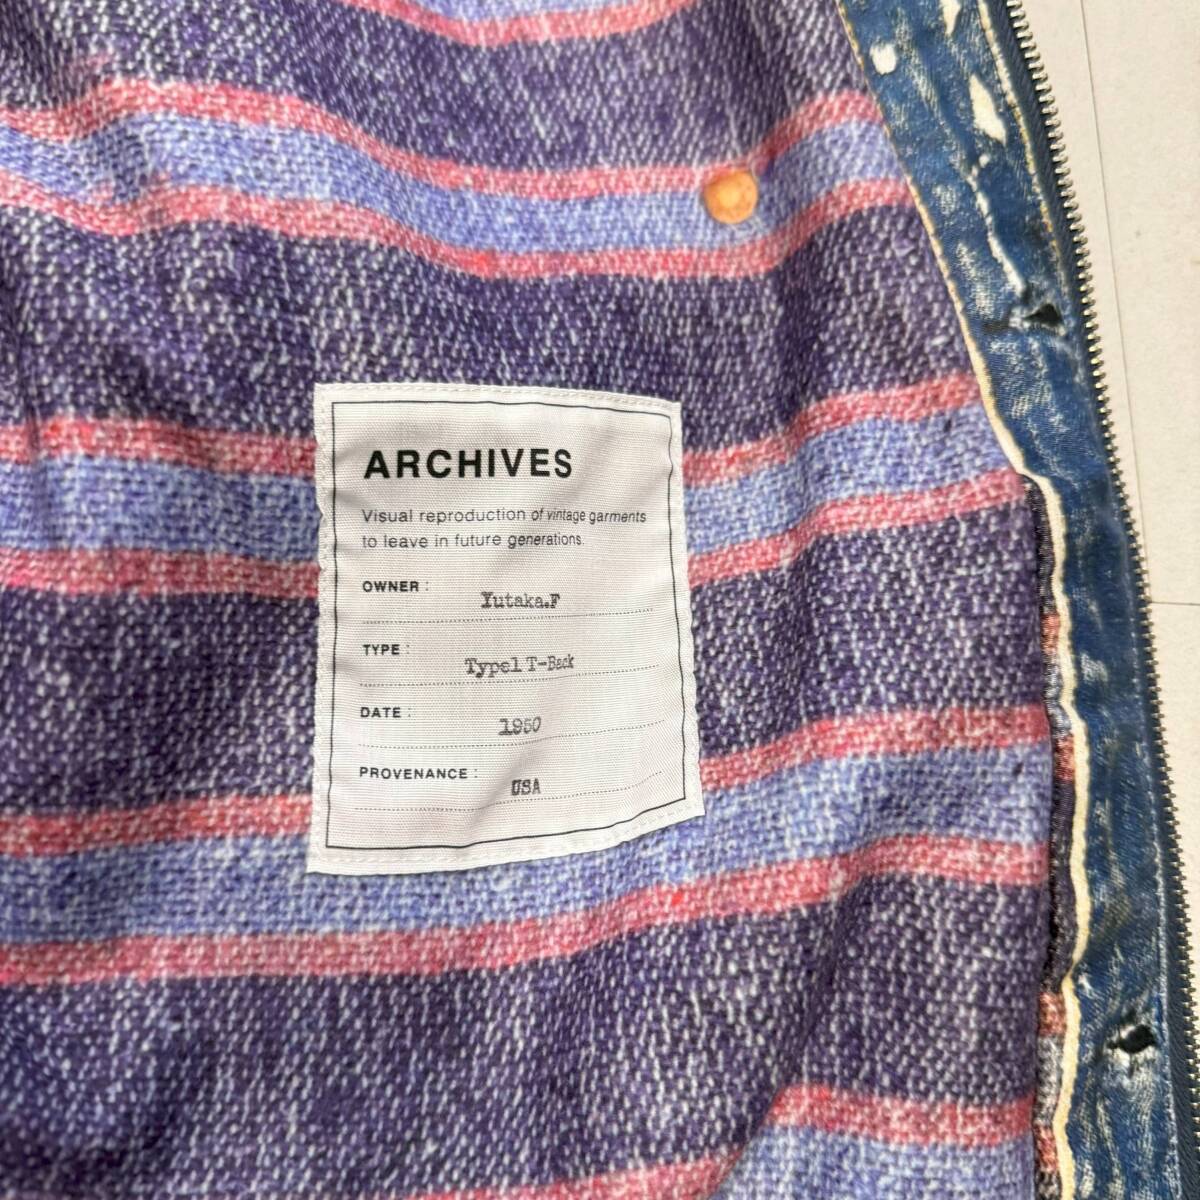 ARCHIVES
Visual reproduction of vintage garments
to leave in future generations.
OWNER : Yutaka.F
TYPE : Type1 T-Back
DATE : 1950
PROVENANCE : USA